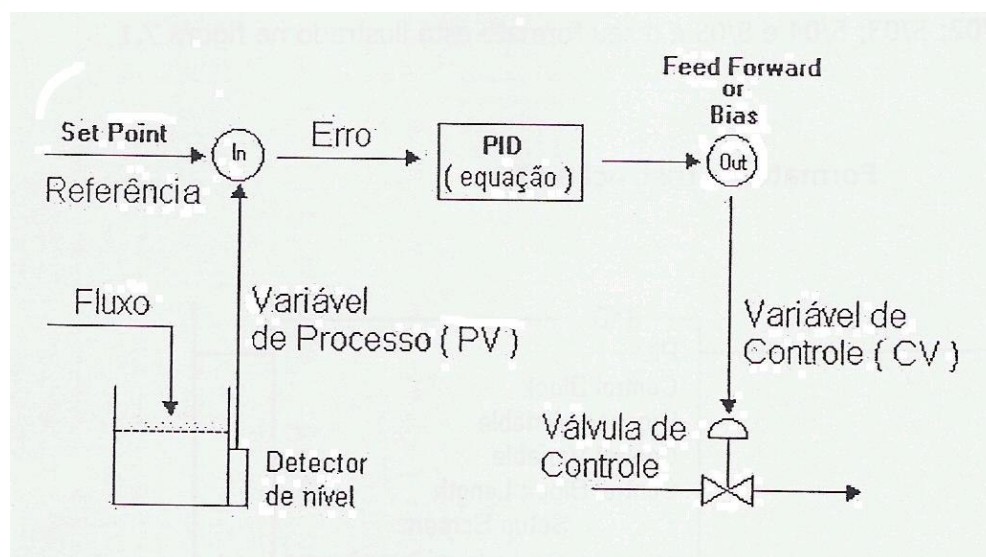 Feed Forward
or
Bias
Set Point
In
Erro
PID
( equação )
Out
Referência
Fluxo
Variável
de Processo ( PV )
Variável de
Controle ( CV )
Detector
de nível
Válvula de
Controle